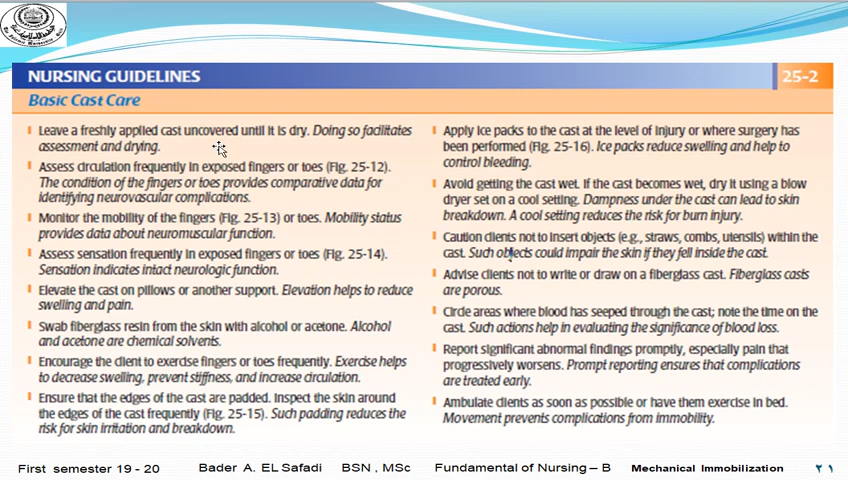 NURSING GUIDELINES 25-2
Basic Cast Care
Leave a freshly applied cast uncovered until it is dry. Doing so facilitates
assessment and drying.
Assess circulation frequently in exposed fingers or toes (Fig. 25-12).
The condition of the fingers or toes provides comparative data for
identifying neurovascular complications.
Monitor the mobility of the fingers (Fig. 25-13) or toes. Mobility status
provides data about neuromuscular function.
Assess sensation frequently in exposed fingers or toes (Fig. 25-14).
Sensation indicates intact neurologic function.
Elevate the cast on pillows or another support. Elevation helps to reduce
swelling and pain.
Swab fiberglass resin from the skin with alcohol or acetone. Alcohol
and acetone are chemical solvents.
Encourage the client to exercise fingers or toes frequently. Exercise helps
to decrease swelling, prevent stiffness, and increase circulation.
Ensure that the edges of the cast are padded. Inspect the skin around
the edges of the cast frequently (Fig. 25-15). Such padding reduces the
risk for skin irritation and breakdown.
Apply ice packs to the cast at the level of injury or where surgery has
been performed (Fig. 25-16). Ice packs reduce swelling and help to
control bleeding.
Avoid getting the cast wet. If the cast becomes wet, dry it using a blow
dryer set on a cool setting. Dampness under the cast can lead to skin
breakdown. A cool setting reduces the risk for burn injury.
Caution clients not to insert objects (e.g., straws, combs, utensils) within the
cast. Such objects could impair the skin if they fell inside the cast.
Advise clients not to write or draw on a fiberglass cast. Fiberglass casts
are porous.
Circle areas where blood has seeped through the cast; note the time on the
cast. Such actions help in evaluating the significance of blood loss.
Report significant abnormal findings promptly, especially pain that
progressively worsens. Prompt reporting ensures that complications
are treated early.
Ambulate clients as soon as possible or have them exercise in bed.
Movement prevents complications from immobility.
First semester 19 - 20 Bader A. EL Safadi BSN , MSc Fundamental of Nursing – B Mechanical Immobilization ٢١